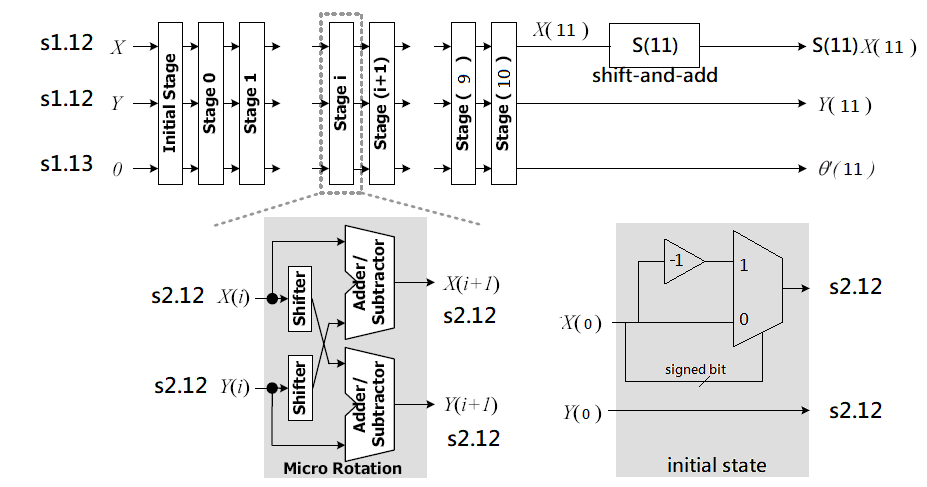 s1.12 X Initial Stage Stage 0 Stage 1 Stage i Stage (i+1) Stage( 9 ) Stage( 10 ) X(11) S(11) S(11)X(11)
shift-and-add
s1.12 Y Y(11)
s1.13 θ θ'(11)
s2.12 X(i) Shifter Adder/
Subtractor X(i+1)
s2.12
s2.12 Y(i) Shifter Adder/
Subtractor Y(i+1)
s2.12
Micro Rotation
-1 1
s2.12
X(0) 0
signed bit
Y(0) s2.12
initial state